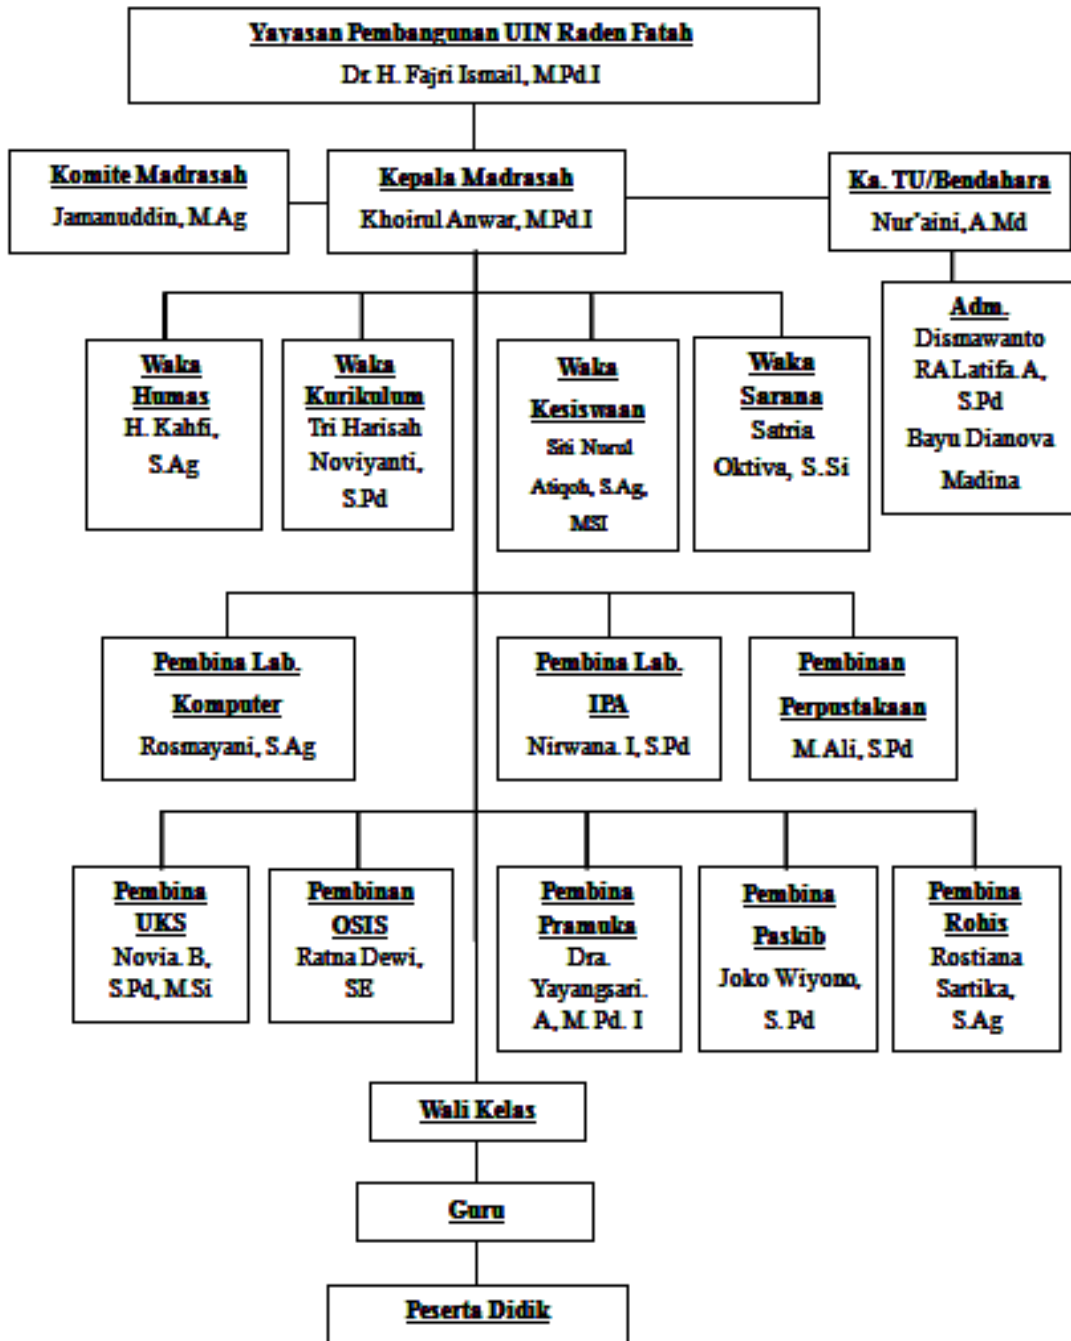 Yayasan Pembangunan UIN Raden Fatah
Dr. H. Fajri Ismail, M.Pd.I
Komite Madrasah
Jamanuddin, M.Ag
Kepala Madrasah
Khoirul Anwar, M.Pd.I
Ka. TU/Bendahara
Nur'aini, A.Md
Adm.
Dismawanto
RA Latifa. A,
S.Pd
Bayu Dianova
Madina
Waka
Humas
H. Kahfi,
S.Ag
Waka
Kurikulum
Tri Harisah
Noviyanti,
S.Pd
Waka
Kesiswaan
Siti Nurul
Atiqoh, S.Ag,
MSI
Waka
Sarana
Satria
Oktiva, S.Si
Pembina Lab.
Komputer
Rosmayani, S.Ag
Pembina Lab.
IPA
Nirwana. I, S.Pd
Pembinan
Perpustakaan
M. Ali, S.Pd
Pembina
UKS
Novia. B,
S.Pd, M.Si
Pembinan
OSIS
Ratna Dewi,
SE
Pembina
Pramuka
Dra.
Yayangsari.
A, M. Pd. I
Pembina
Paskib
Joko Wiyono,
S. Pd
Pembina
Rohis
Rostiana
Sartika,
S.Ag
Wali Kelas
Guru
Peserta Didik